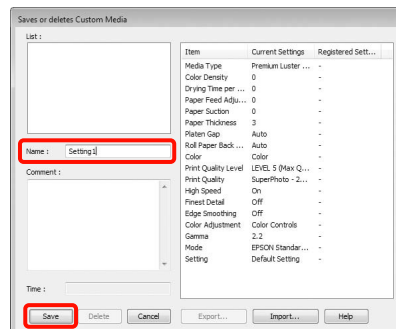 Saves or deletes Custom Media
List :
Name : Setting1
Comment :
Time :
Item Current Settings Registered Sett...
Media Type Premium Luster ... -
Color Density 0 -
Drying Time per ... 0 -
Paper Feed Adju... 0 -
Paper Suction 0 -
Paper Thickness 3 -
Platen Gap Auto -
Roll Paper Back ... Auto -
Color Color -
Print Quality Level LEVEL 5 (Max Q... -
Print Quality SuperPhoto - 2... -
High Speed On -
Finest Detail Off -
Edge Smoothing Off -
Color Adjustment Color Controls -
Gamma 2.2 -
Mode EPSON Standar... -
Setting Default Setting -
Save Delete Cancel Export... Import... Help